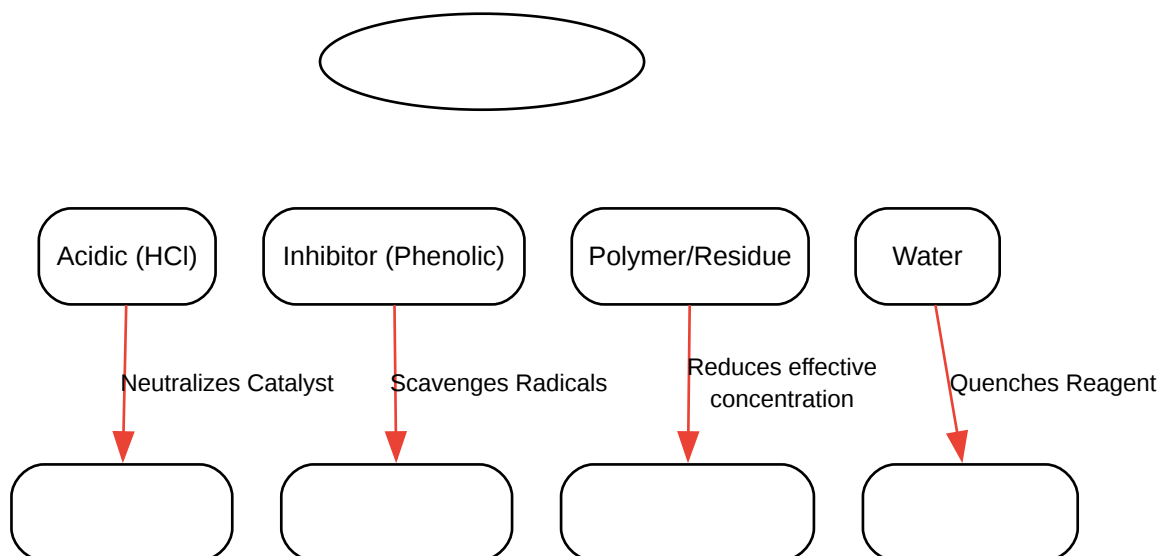 Acidic (HCl)
Inhibitor (Phenolic)
Polymer/Residue
Water
Neutralizes Catalyst
Scavenges Radicals
Reduces effective
concentration
Quenches Reagent